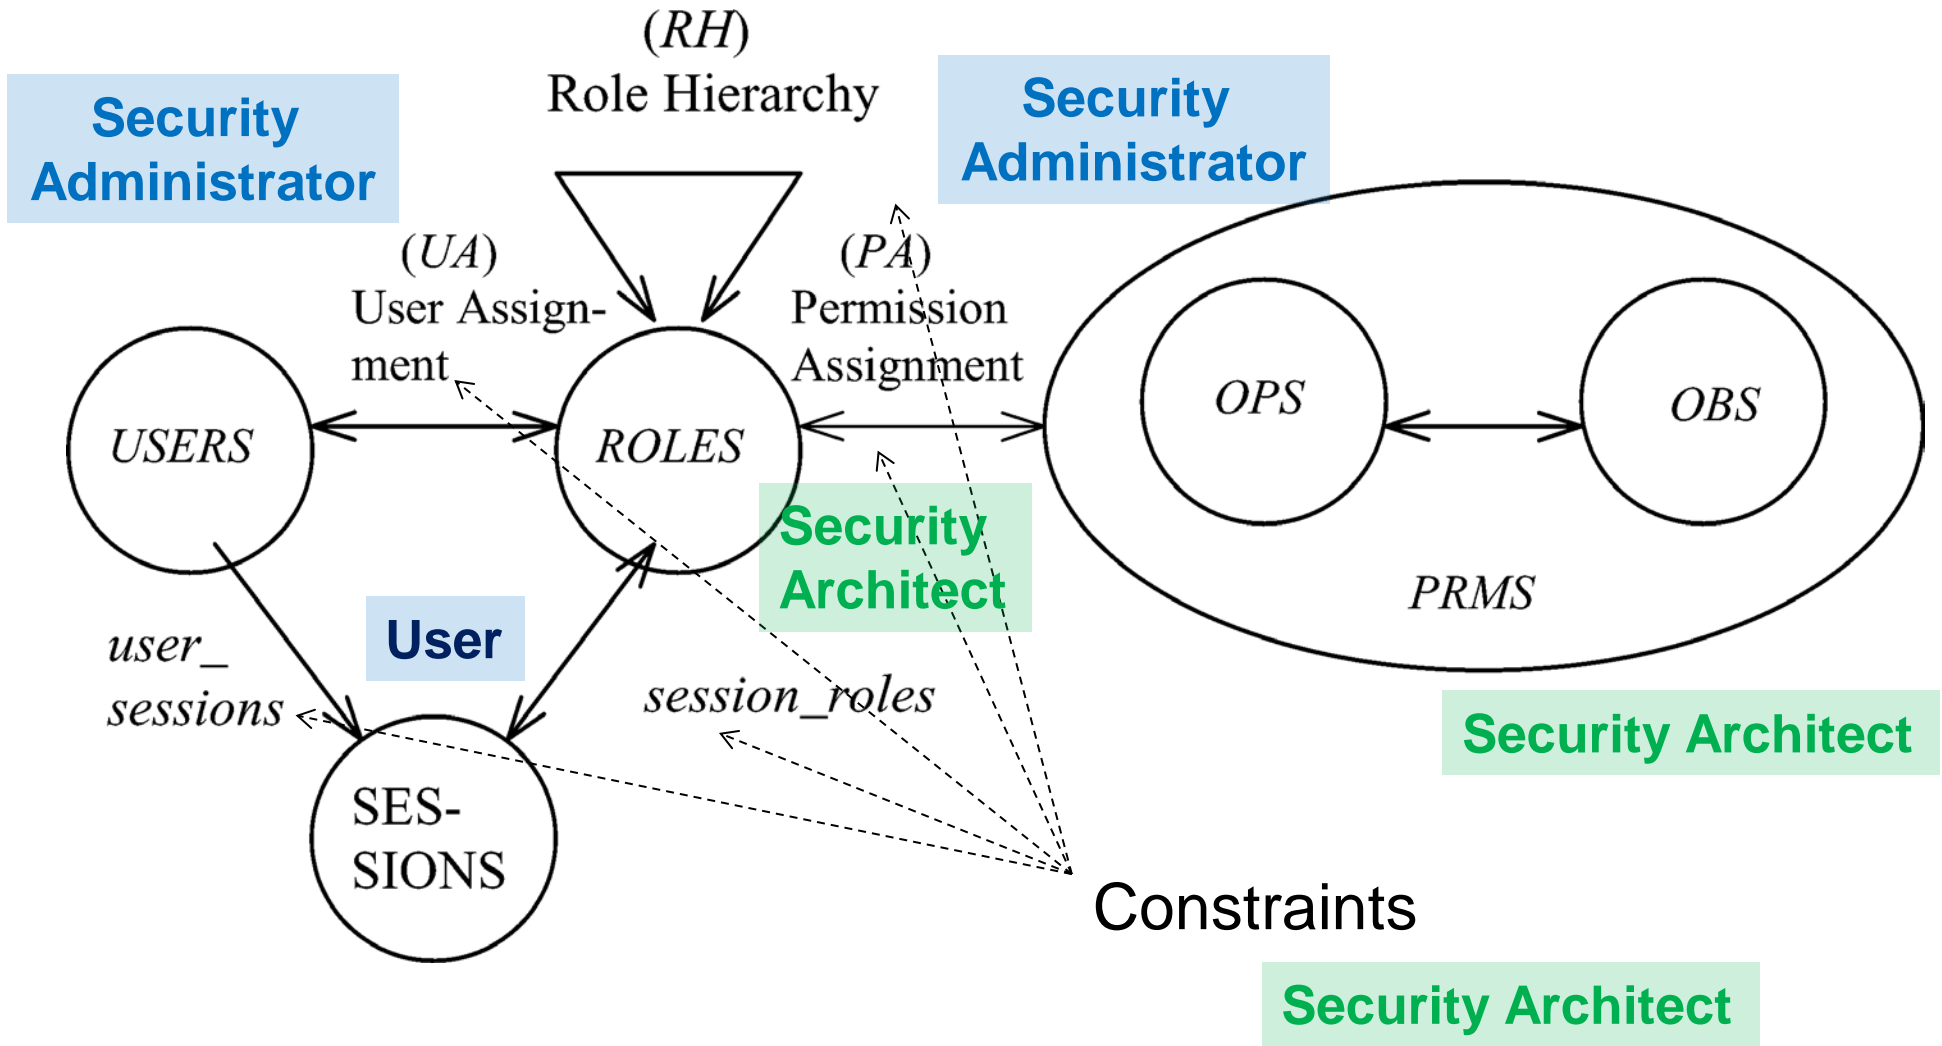 (RH)
Role Hierarchy
Security
Administrator
Security
Administrator
(UA)
User Assign-
ment
(PA)
Permission
Assignment
USERS
ROLES
OPS
OBS
PRMS
Security
Architect
User
user_
sessions
session_roles
Security Architect
SES-
SIONS
Constraints
Security Architect